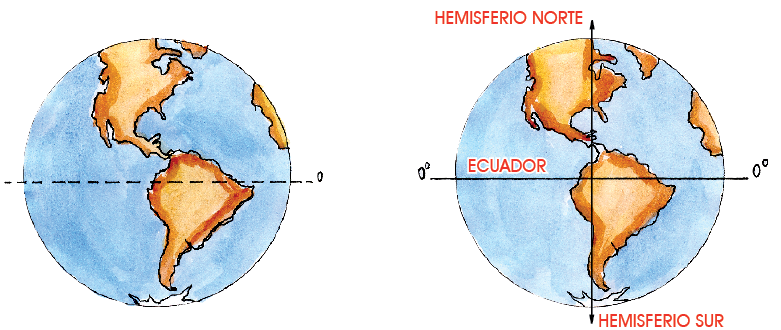 HEMISFERIO NORTE
0
0°
ECUADOR
0°
HEMISFERIO SUR